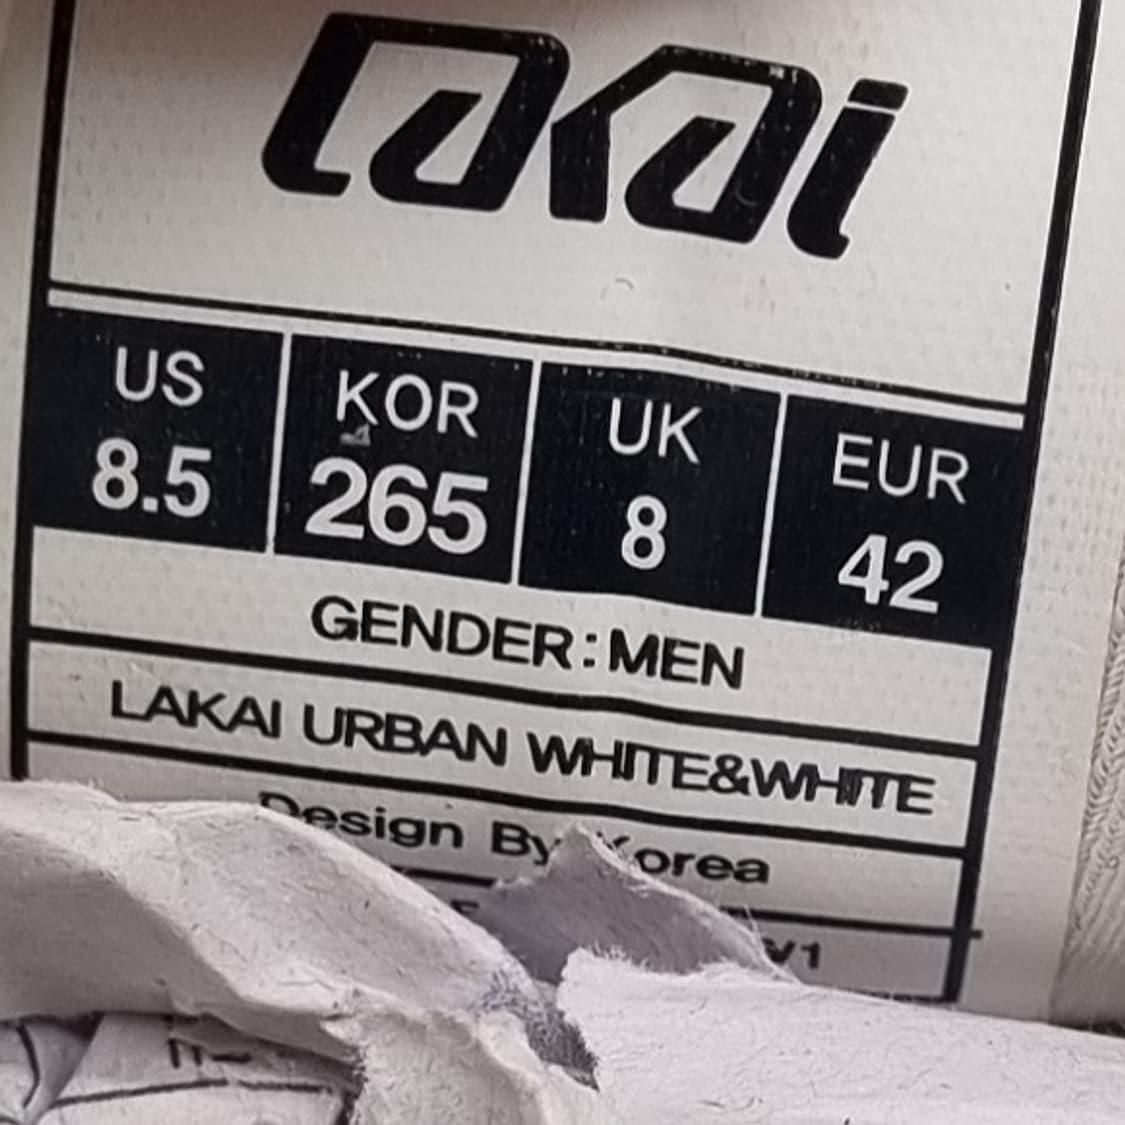 Lakai
US KOR UK EUR
8.5 265 8 42
GENDER:MEN
LAKAI URBAN WHITE&WHITE
Design By Korea
V1